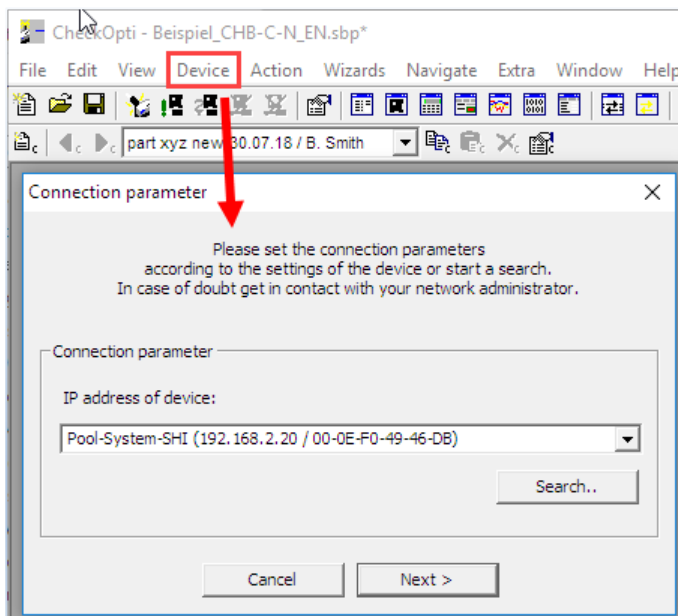 CheckOpti - Beispiel_CHB-C-N_EN.sbp*
File Edit View Device Action Wizards Navigate Extra Window Help
part xyz new 30.07.18 / B. Smith
Connection parameter
Please set the connection parameters
according to the settings of the device or start a search.
In case of doubt get in contact with your network administrator.
Connection parameter
IP address of device:
Pool-System-SHI (192.168.2.20 / 00-0E-F0-49-46-DB)
Search..
Cancel Next >